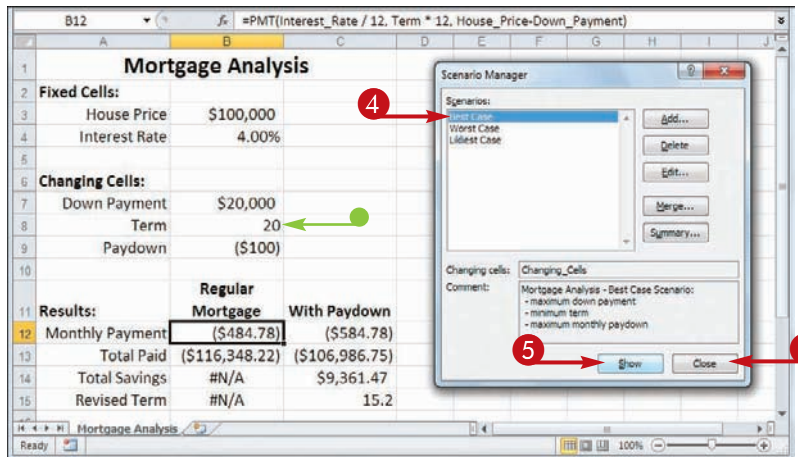 B12 fx =PMT(Interest_Rate / 12, Term * 12, House_Price-Down_Payment)
A B C D E F G H I J
1 Mortgage Analysis
2 Fixed Cells:
3 House Price $100,000
4 Interest Rate 4.00%
5
6 Changing Cells:
7 Down Payment $20,000
8 Term 20
9 Paydown ($100)
10
Regular
11 Results: Mortgage With Paydown
12 Monthly Payment ($484.78) ($584.78)
13 Total Paid ($116,348.22) ($106,986.75)
14 Total Savings #N/A $9,361.47
15 Revised Term #N/A 15.2
Mortgage Analysis
Ready 100%
Scenario Manager
Scenarios:
4
Best Case
Worst Case
Likliest Case
Add...
Delete
Edit...
Merge...
Summary...
Changing cells: Changing_Cells
Comment: Mortgage Analysis - Best Case Scenario:
- maximum down payment
- minimum term
- maximum monthly paydown
5
Show Close